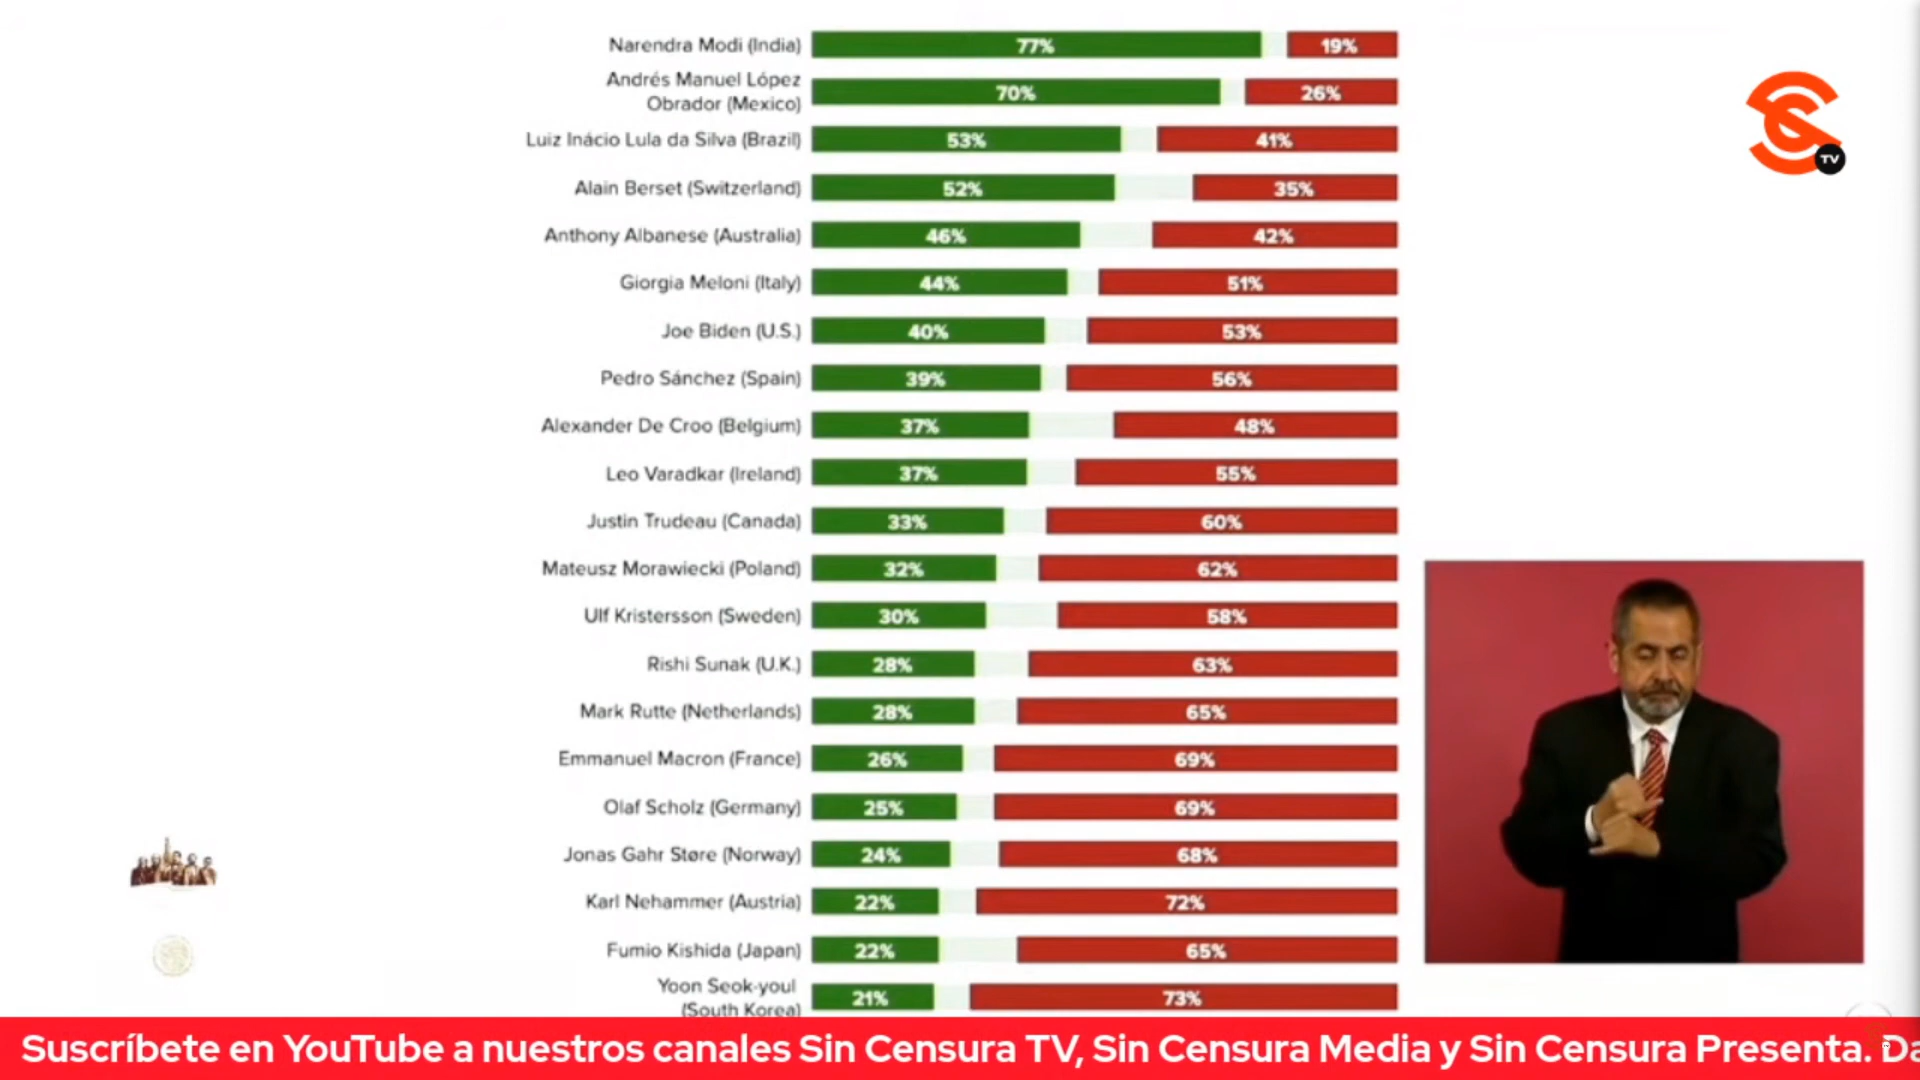 Narendra Modi (India) 77% 19%
Andrés Manuel López
Obrador (Mexico) 70% 26%
Luiz Inácio Lula da Silva (Brazil) 53% 41%
Alain Berset (Switzerland) 52% 35%
Anthony Albanese (Australia) 46% 42%
Giorgia Meloni (Italy) 44% 51%
Joe Biden (U.S.) 40% 53%
Pedro Sánchez (Spain) 39% 56%
Alexander De Croo (Belgium) 37% 48%
Leo Varadkar (Ireland) 37% 55%
Justin Trudeau (Canada) 33% 60%
Mateusz Morawiecki (Poland) 32% 62%
Ulf Kristersson (Sweden) 30% 58%
Rishi Sunak (U.K.) 28% 63%
Mark Rutte (Netherlands) 28% 65%
Emmanuel Macron (France) 26% 69%
Olaf Scholz (Germany) 25% 69%
Jonas Gahr Støre (Norway) 24% 68%
Karl Nehammer (Austria) 22% 72%
Fumio Kishida (Japan) 22% 65%
Yoon Seok-youl
(South Korea) 21% 73%
TV
Suscríbete en YouTube a nuestros canales Sin Censura TV, Sin Censura Media y Sin Censura Presenta. Da